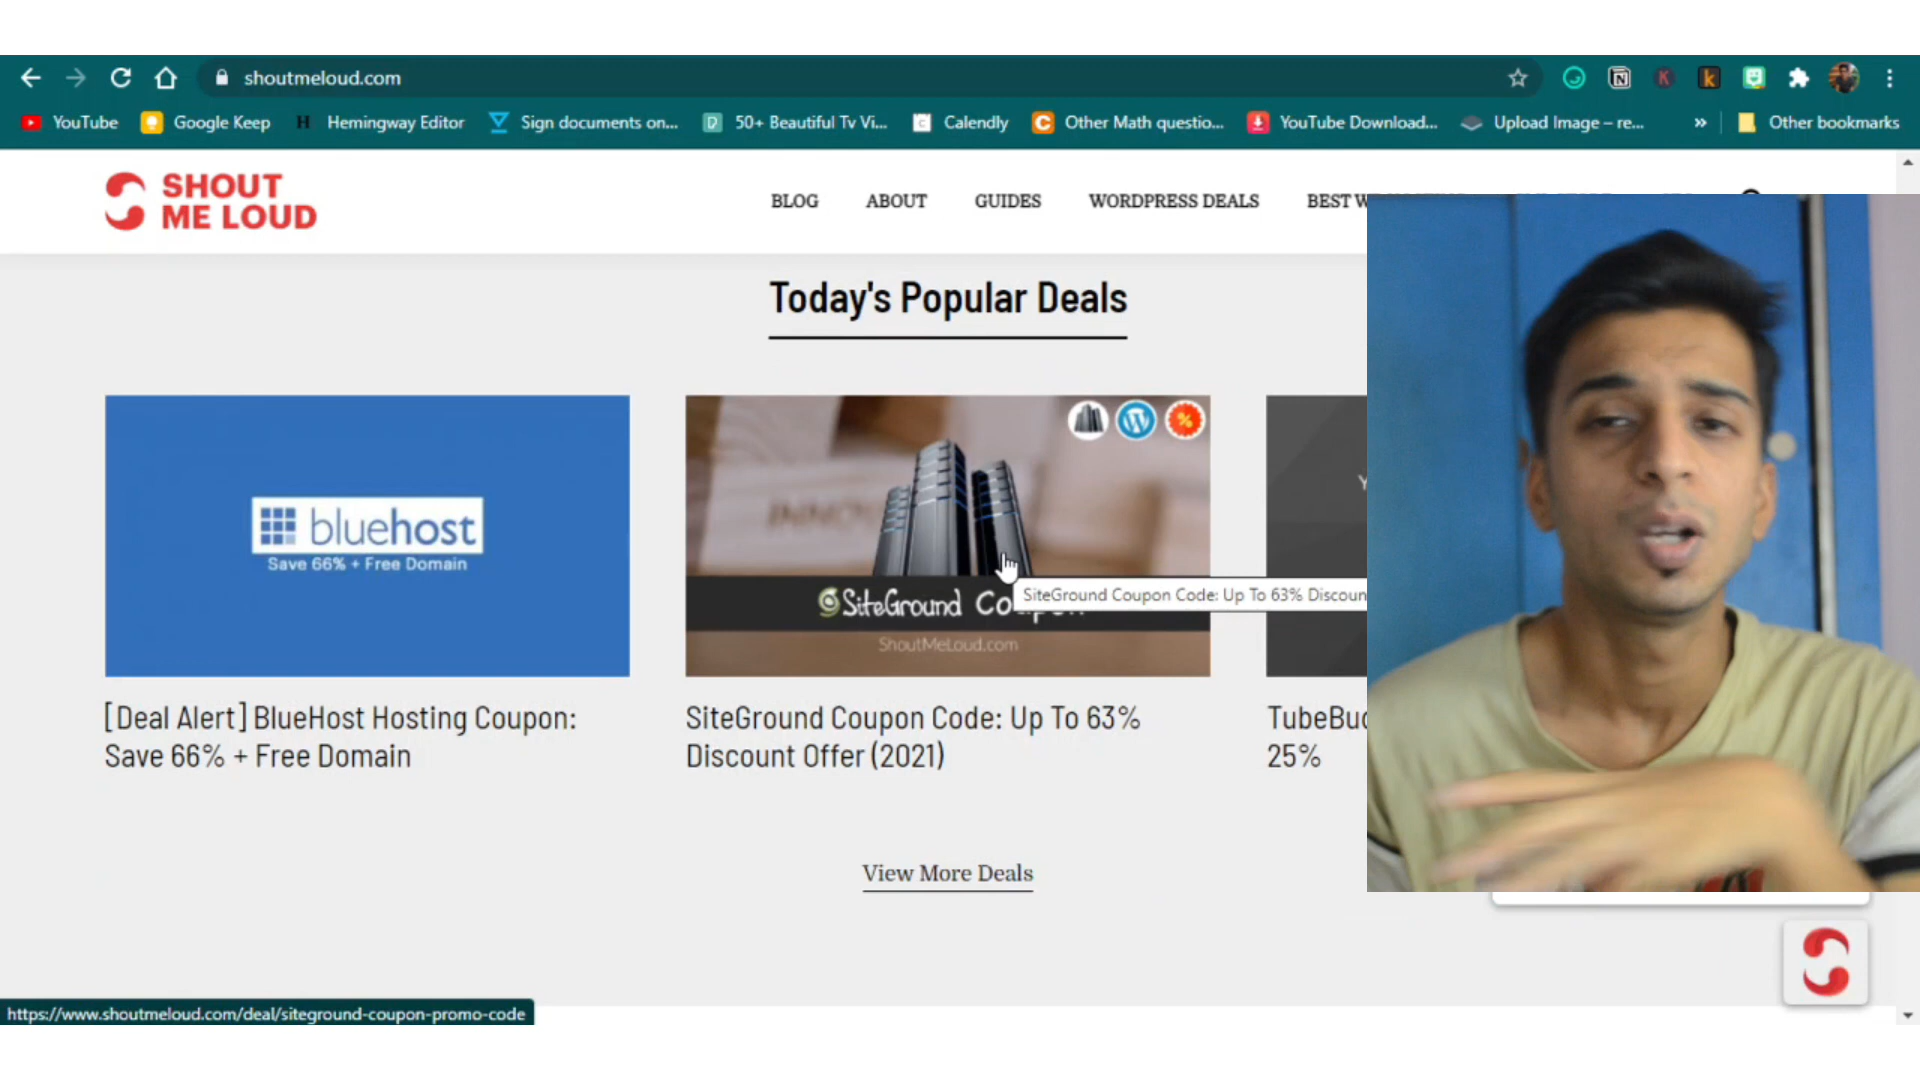 shoutmeloud.com
YouTube
Google Keep
Hemingway Editor
Sign documents on...
50+ Beautiful Tv Vi...
Calendly
Other Math questio...
YouTube Download...
Upload Image – re...
»
Other bookmarks
SHOUT
ME LOUD
BLOG
ABOUT
GUIDES
WORDPRESS DEALS
BEST
Today's Popular Deals
bluehost
Save 66% + Free Domain
SiteGround
SiteGround Coupon Code: Up To 63% Discoun
ShoutMeLoud.com
[Deal Alert] BlueHost Hosting Coupon:
Save 66% + Free Domain
SiteGround Coupon Code: Up To 63%
Discount Offer (2021)
25%
View More Deals
https://www.shoutmeloud.com/deal/siteground-coupon-promo-code